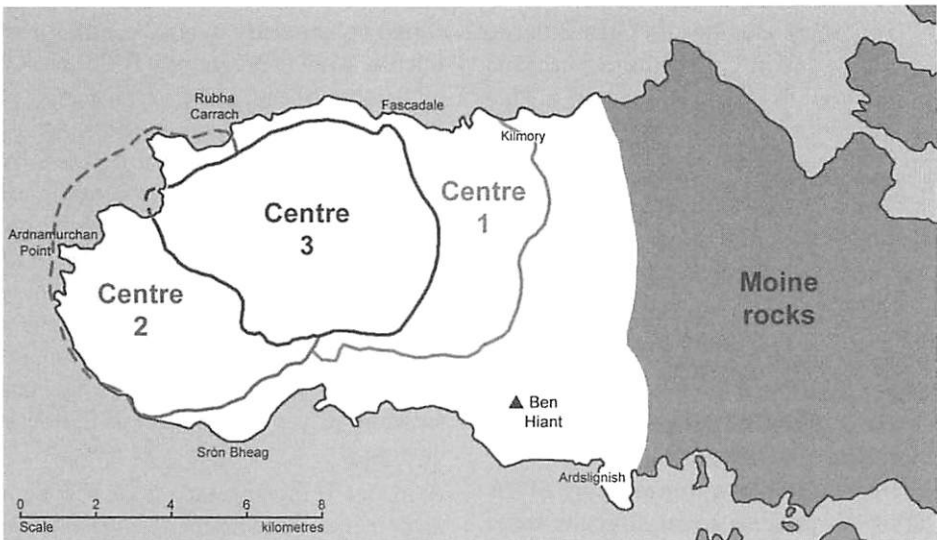 Rubha
Carrach
Fascadale
Kilmory
Centre
1
Centre
3
Ardnamurchan
Point
Centre
2
Moine
rocks
Ben
Hiant
Sròn Bheag
Ardslignish
0 2 4 6 8
Scale kilometres